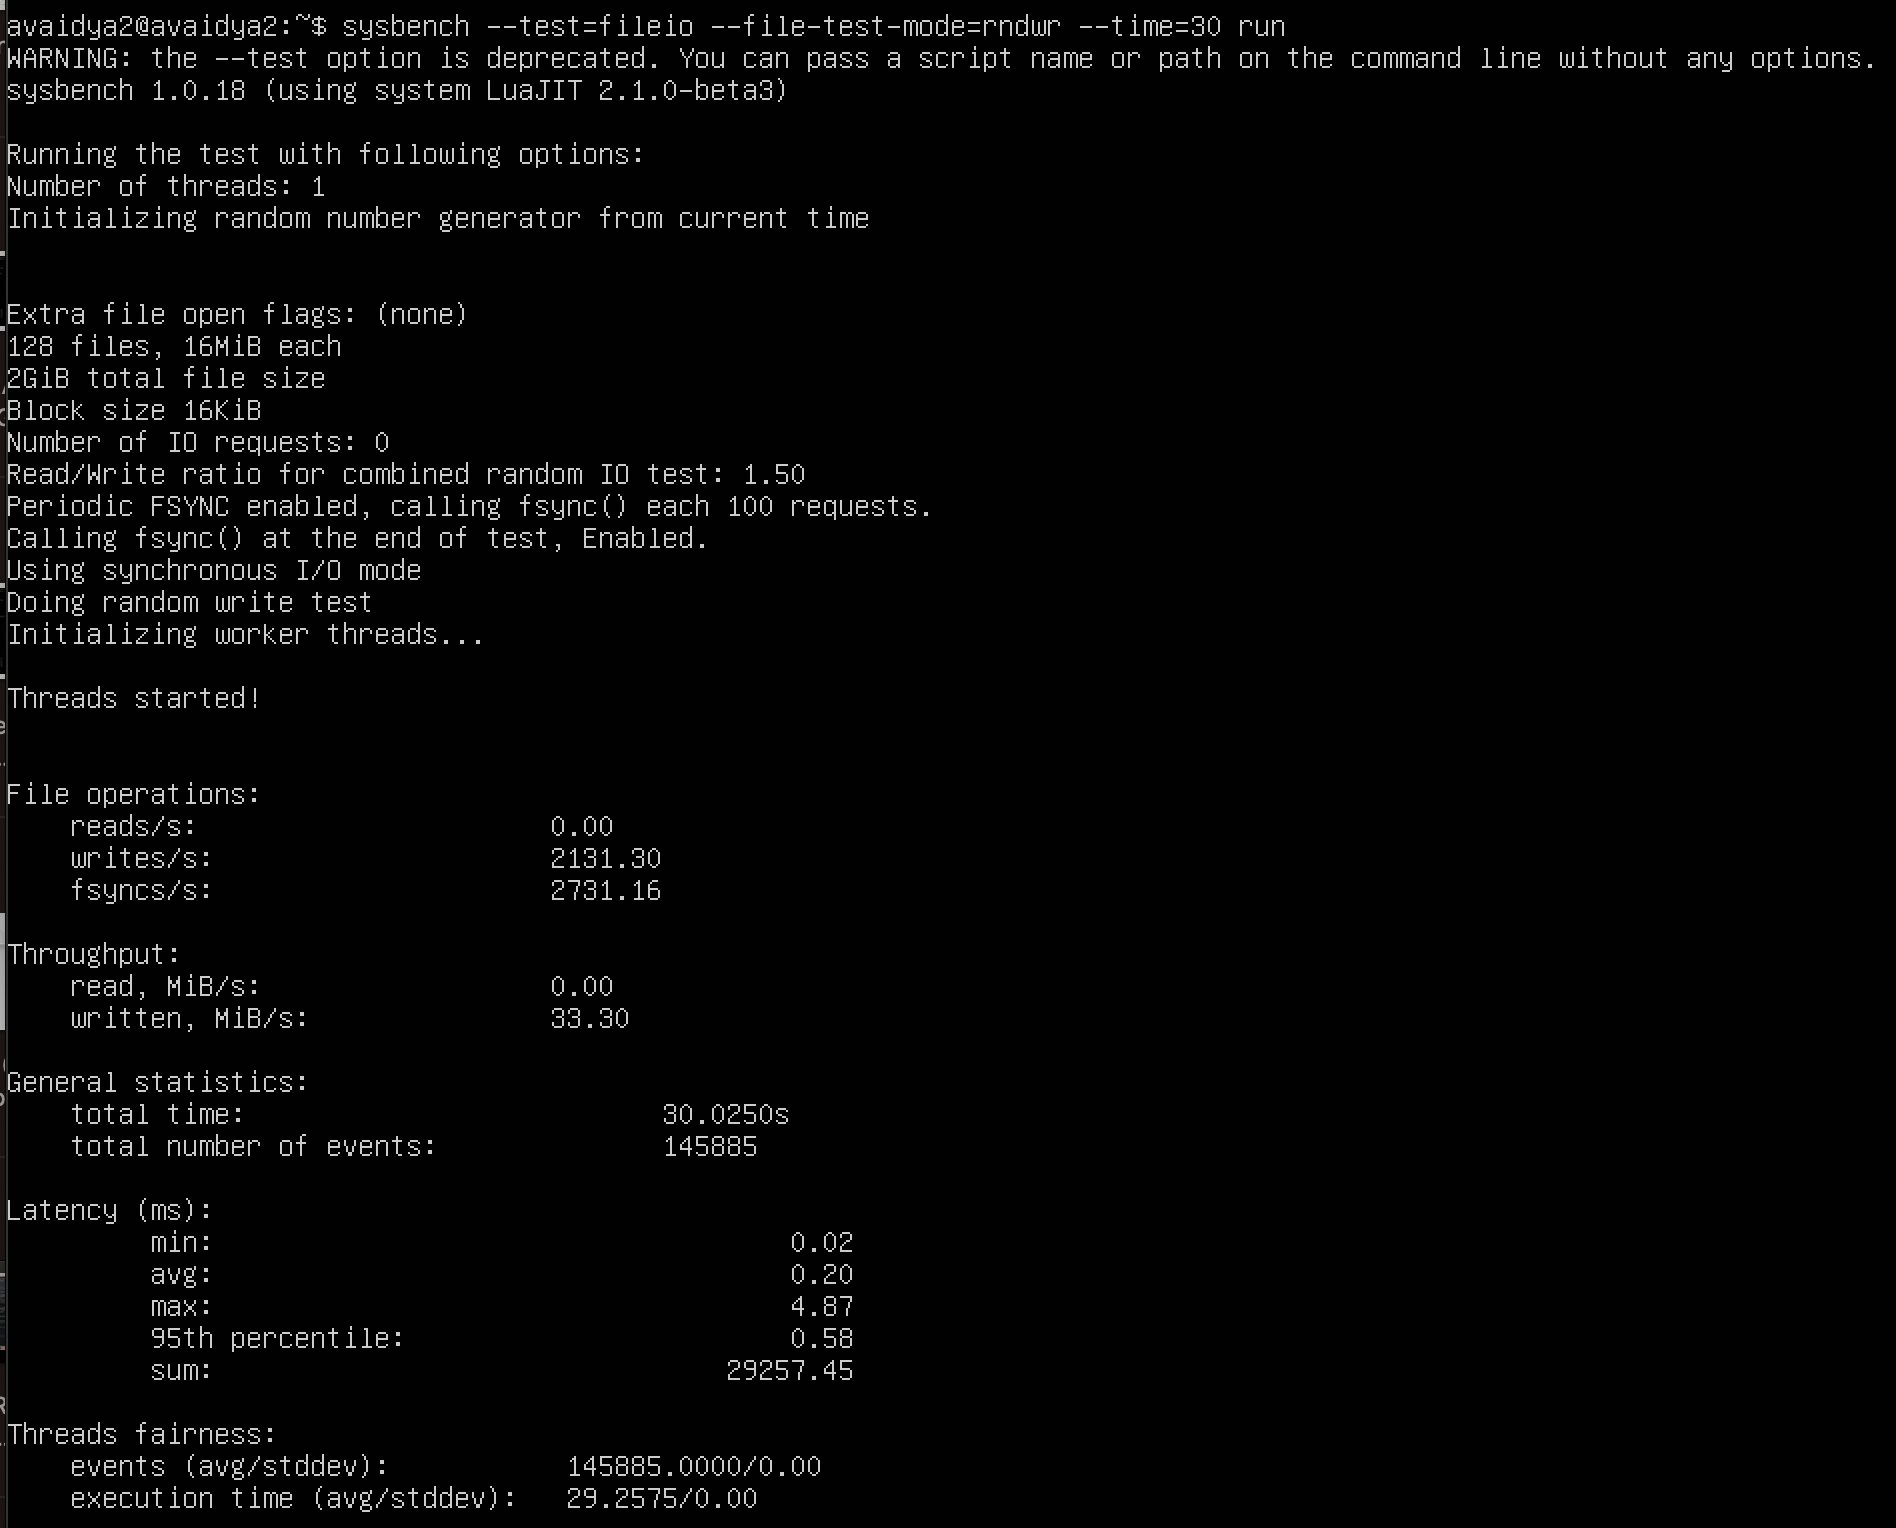 avaidya2@avaidya2:~$ sysbench --test=fileio --file-test-mode=rndwr --time=30 run
WARNING: the --test option is deprecated. You can pass a script name or path on the command line without any options.
sysbench 1.0.18 (using system LuaJIT 2.1.0-beta3)
Running the test with following options:
Number of threads: 1
Initializing random number generator from current time
Extra file open flags: (none)
128 files, 16MiB each
2GiB total file size
Block size 16KiB
Number of IO requests: 0
Read/Write ratio for combined random IO test: 1.50
Periodic FSYNC enabled, calling fsync() each 100 requests.
Calling fsync() at the end of test, Enabled.
Using synchronous I/O mode
Doing random write test
Initializing worker threads...
Threads started!
File operations:
reads/s: 0.00
writes/s: 2131.30
fsyncs/s: 2731.16
Throughput:
read, MiB/s: 0.00
written, MiB/s: 33.30
General statistics:
total time: 30.0250s
total number of events: 145885
Latency (ms):
min: 0.02
avg: 0.20
max: 4.87
95th percentile: 0.58
sum: 29257.45
Threads fairness:
events (avg/stddev): 145885.0000/0.00
execution time (avg/stddev): 29.2575/0.00